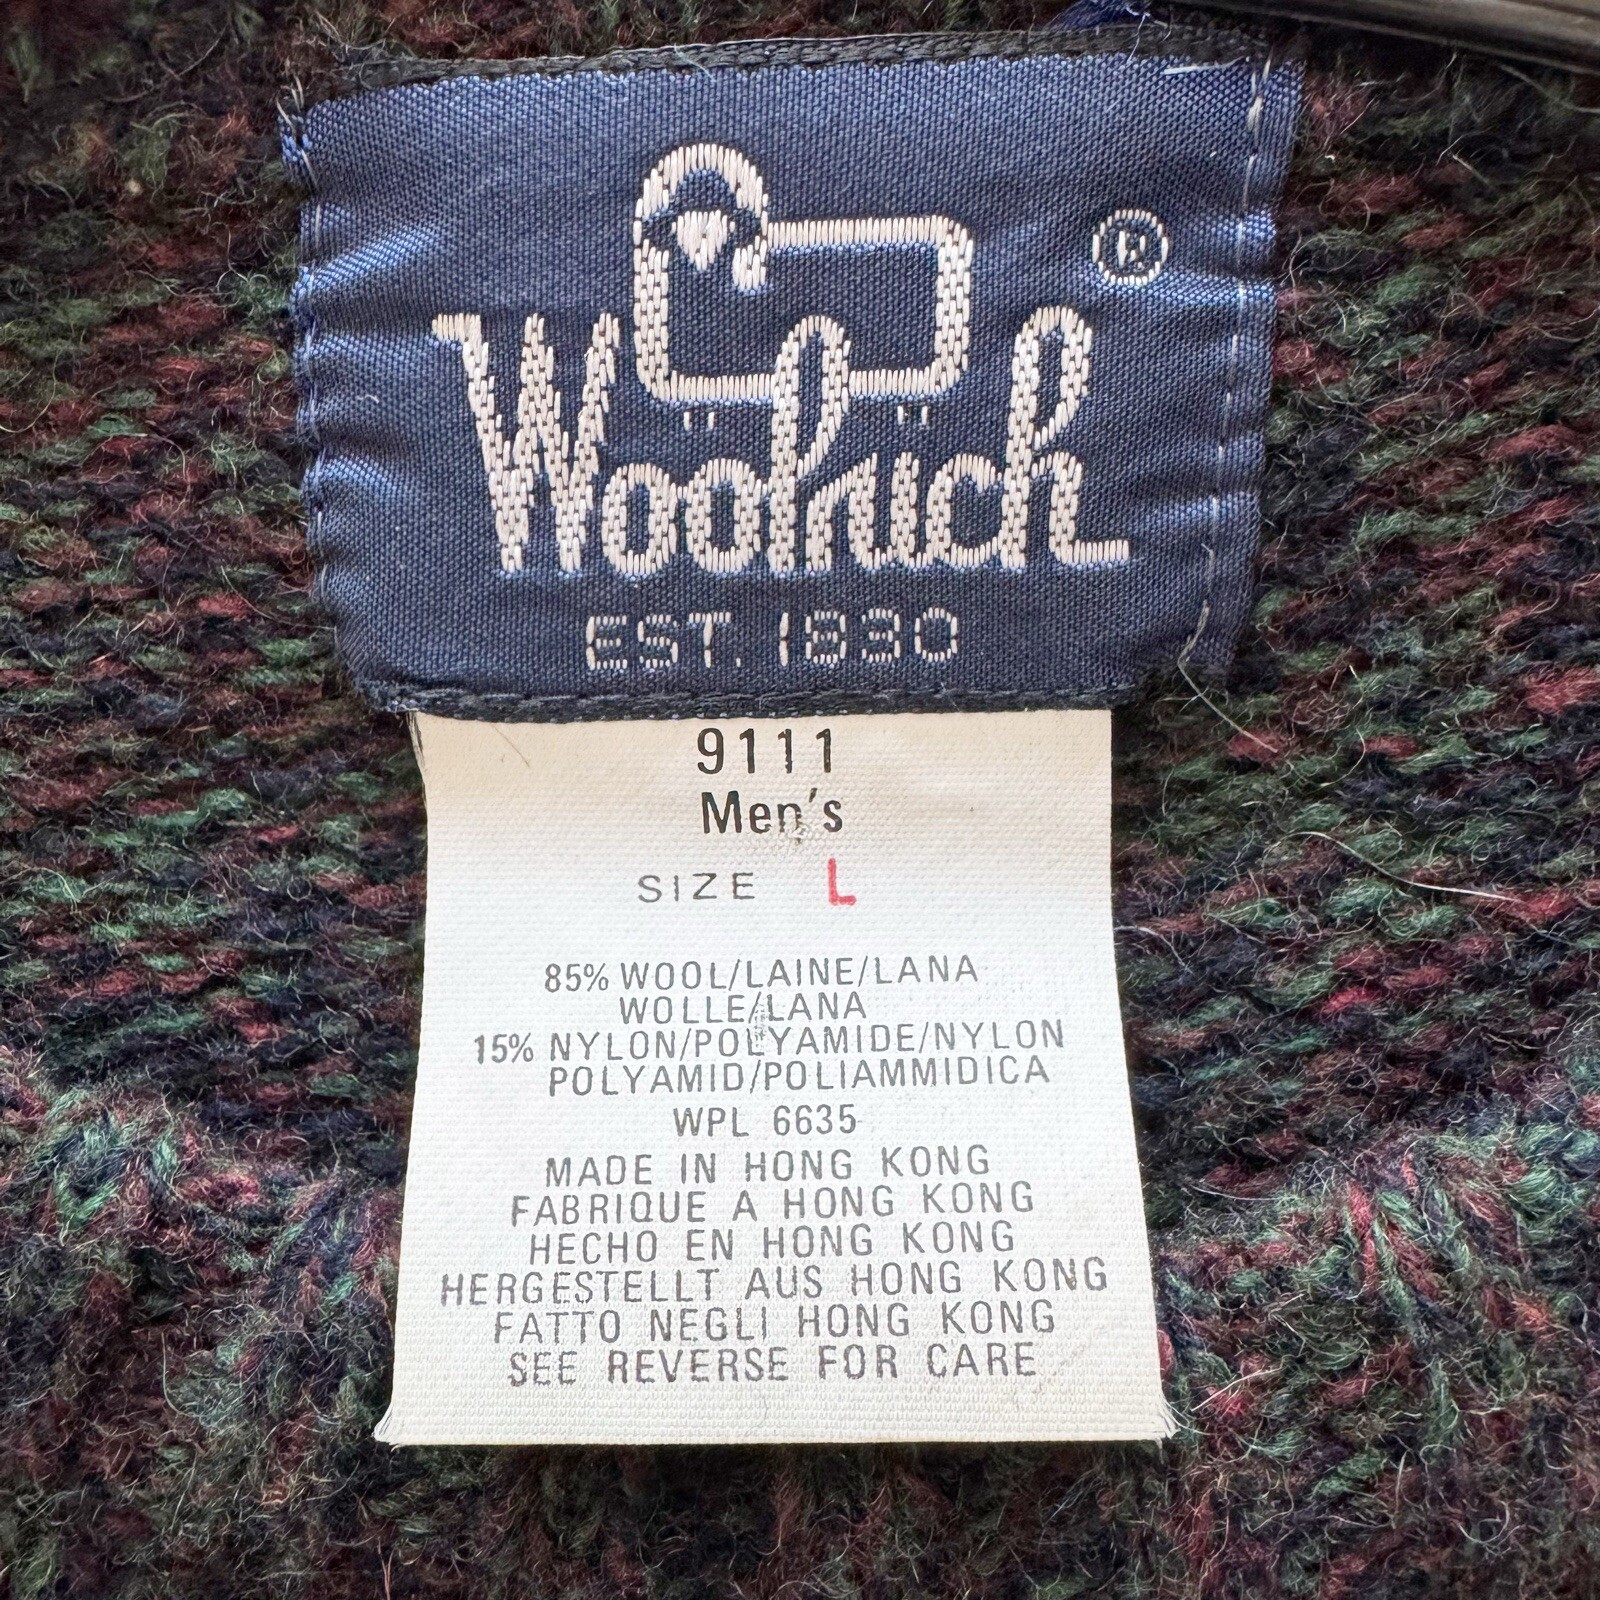 ®
Woolrich
EST. 1830
9111
Men's
SIZE L
85% WOOL/LAINE/LANA
WOLLE/LANA
15% NYLON/POLYAMIDE/NYLON
POLYAMID/POLIAMMIDICA
WPL 6635
MADE IN HONG KONG
FABRIQUE A HONG KONG
HECHO EN HONG KONG
HERGESTELLT AUS HONG KONG
FATTO NEGLI HONG KONG
SEE REVERSE FOR CARE